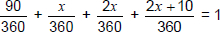 90/360 + x/360 + 2x/360 + 2x + 10/360 = 1